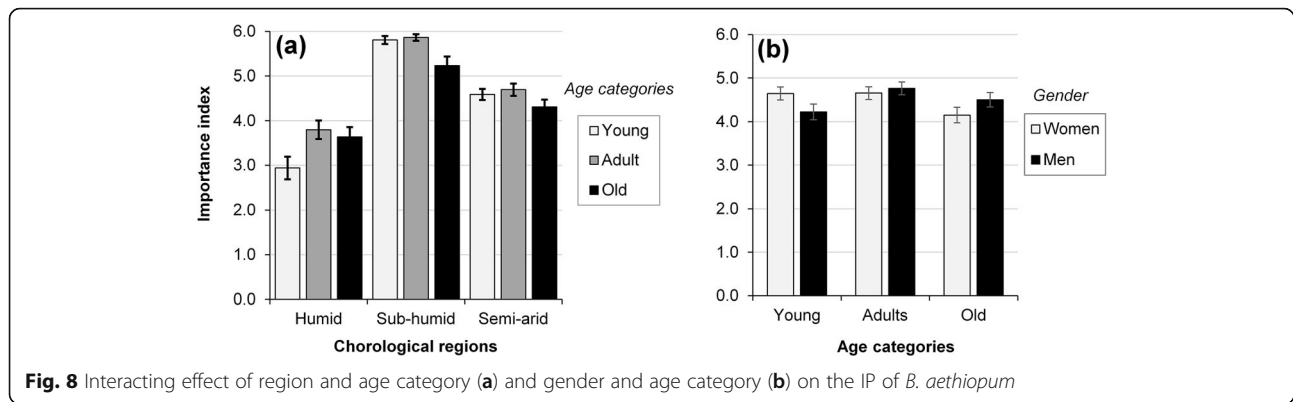 (a)
Importance index
6.0
5.0
4.0
3.0
2.0
1.0
0.0
Humid Sub-humid Semi-arid
Chorological regions
Age categories
Young
Adult
Old
(b)
6.0
5.0
4.0
3.0
2.0
1.0
0.0
Young Adults Old
Age categories
Gender
Women
Men
Fig. 8 Interacting effect of region and age category (a) and gender and age category (b) on the IP of B. aethiopum